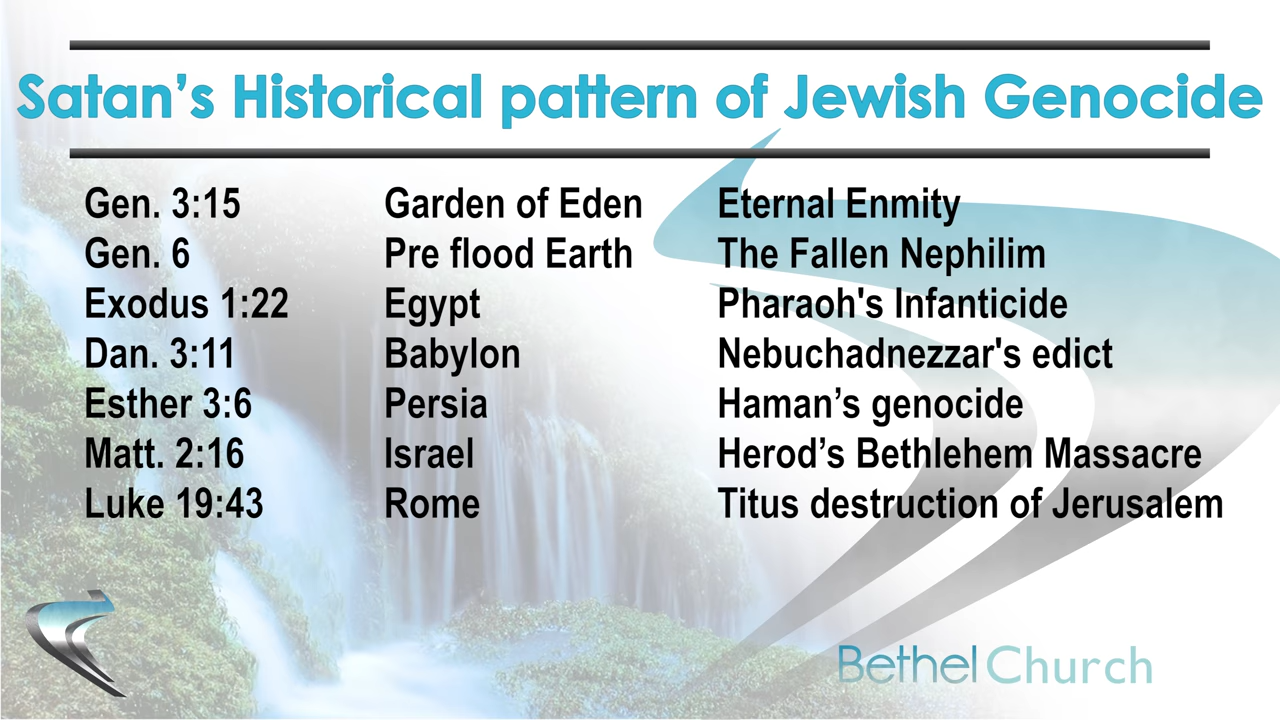 Satan's Historical pattern of Jewish Genocide
Gen. 3:15 Garden of Eden Eternal Enmity
Gen. 6 Pre flood Earth The Fallen Nephilim
Exodus 1:22 Egypt Pharaoh's Infanticide
Dan. 3:11 Babylon Nebuchadnezzar's edict
Esther 3:6 Persia Haman’s genocide
Matt. 2:16 Israel Herod’s Bethlehem Massacre
Luke 19:43 Rome Titus destruction of Jerusalem
Bethel Church